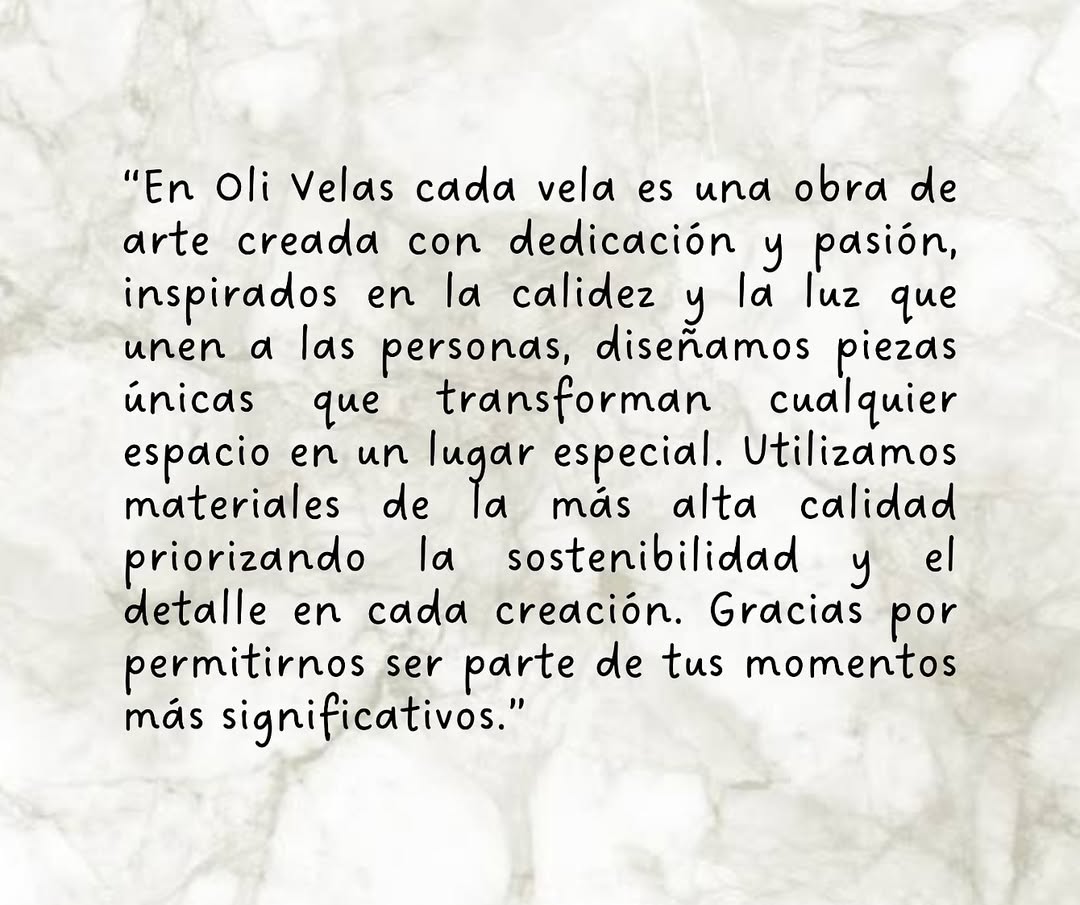 “En Oli Velas cada vela es una obra de
arte creada con dedicación y pasión,
inspirados en la calidez y la luz que
unen a las personas, diseñamos piezas
únicas que transforman cualquier
espacio en un lugar especial. Utilizamos
materiales de la más alta calidad
priorizando la sostenibilidad y el
detalle en cada creación. Gracias por
permitirnos ser parte de tus momentos
más significativos.”